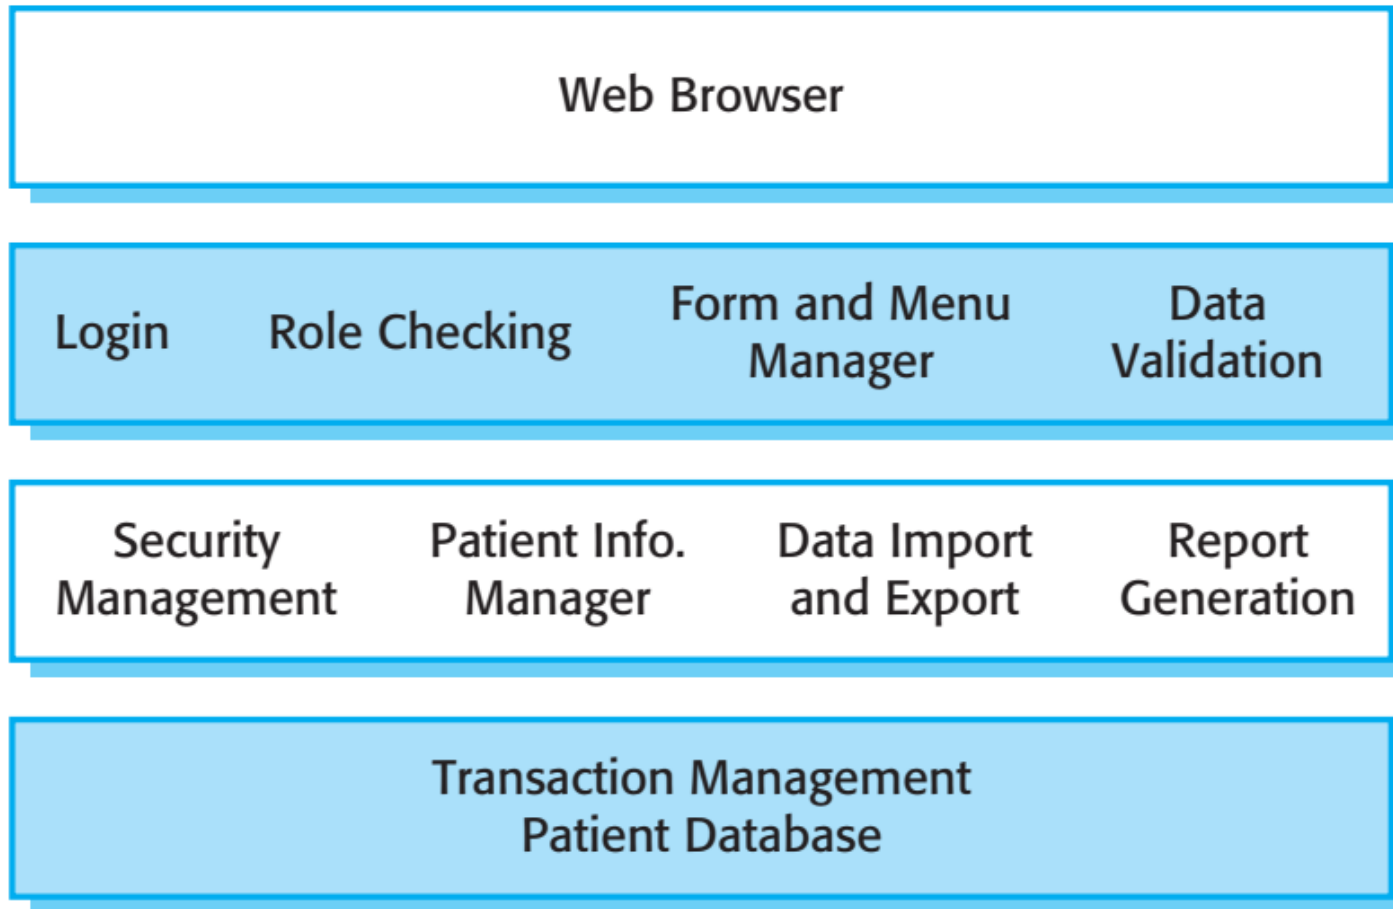 Web Browser
Login
Role Checking
Form and Menu
Manager
Data
Validation
Security
Management
Patient Info.
Manager
Data Import
and Export
Report
Generation
Transaction Management
Patient Database